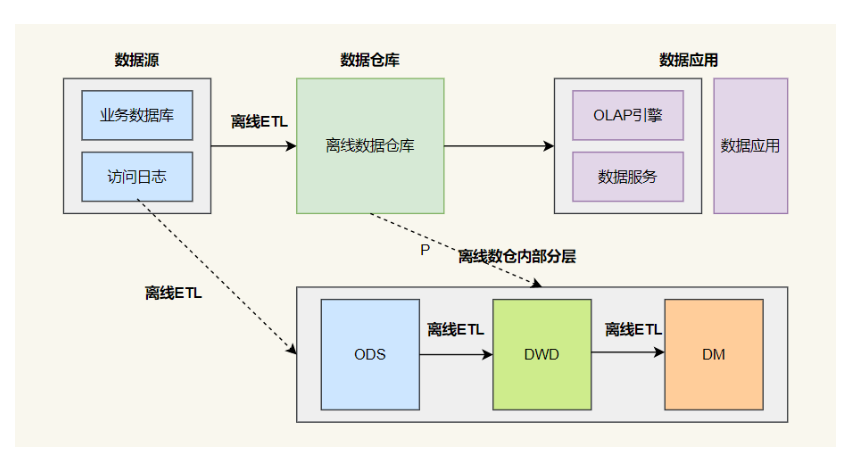 数据源
数据仓库
数据应用
业务数据库
访问日志
离线ETL
离线数据仓库
OLAP引擎
数据服务
数据应用
P
离线数仓内部分层
离线ETL
ODS
离线ETL
DWD
离线ETL
DM